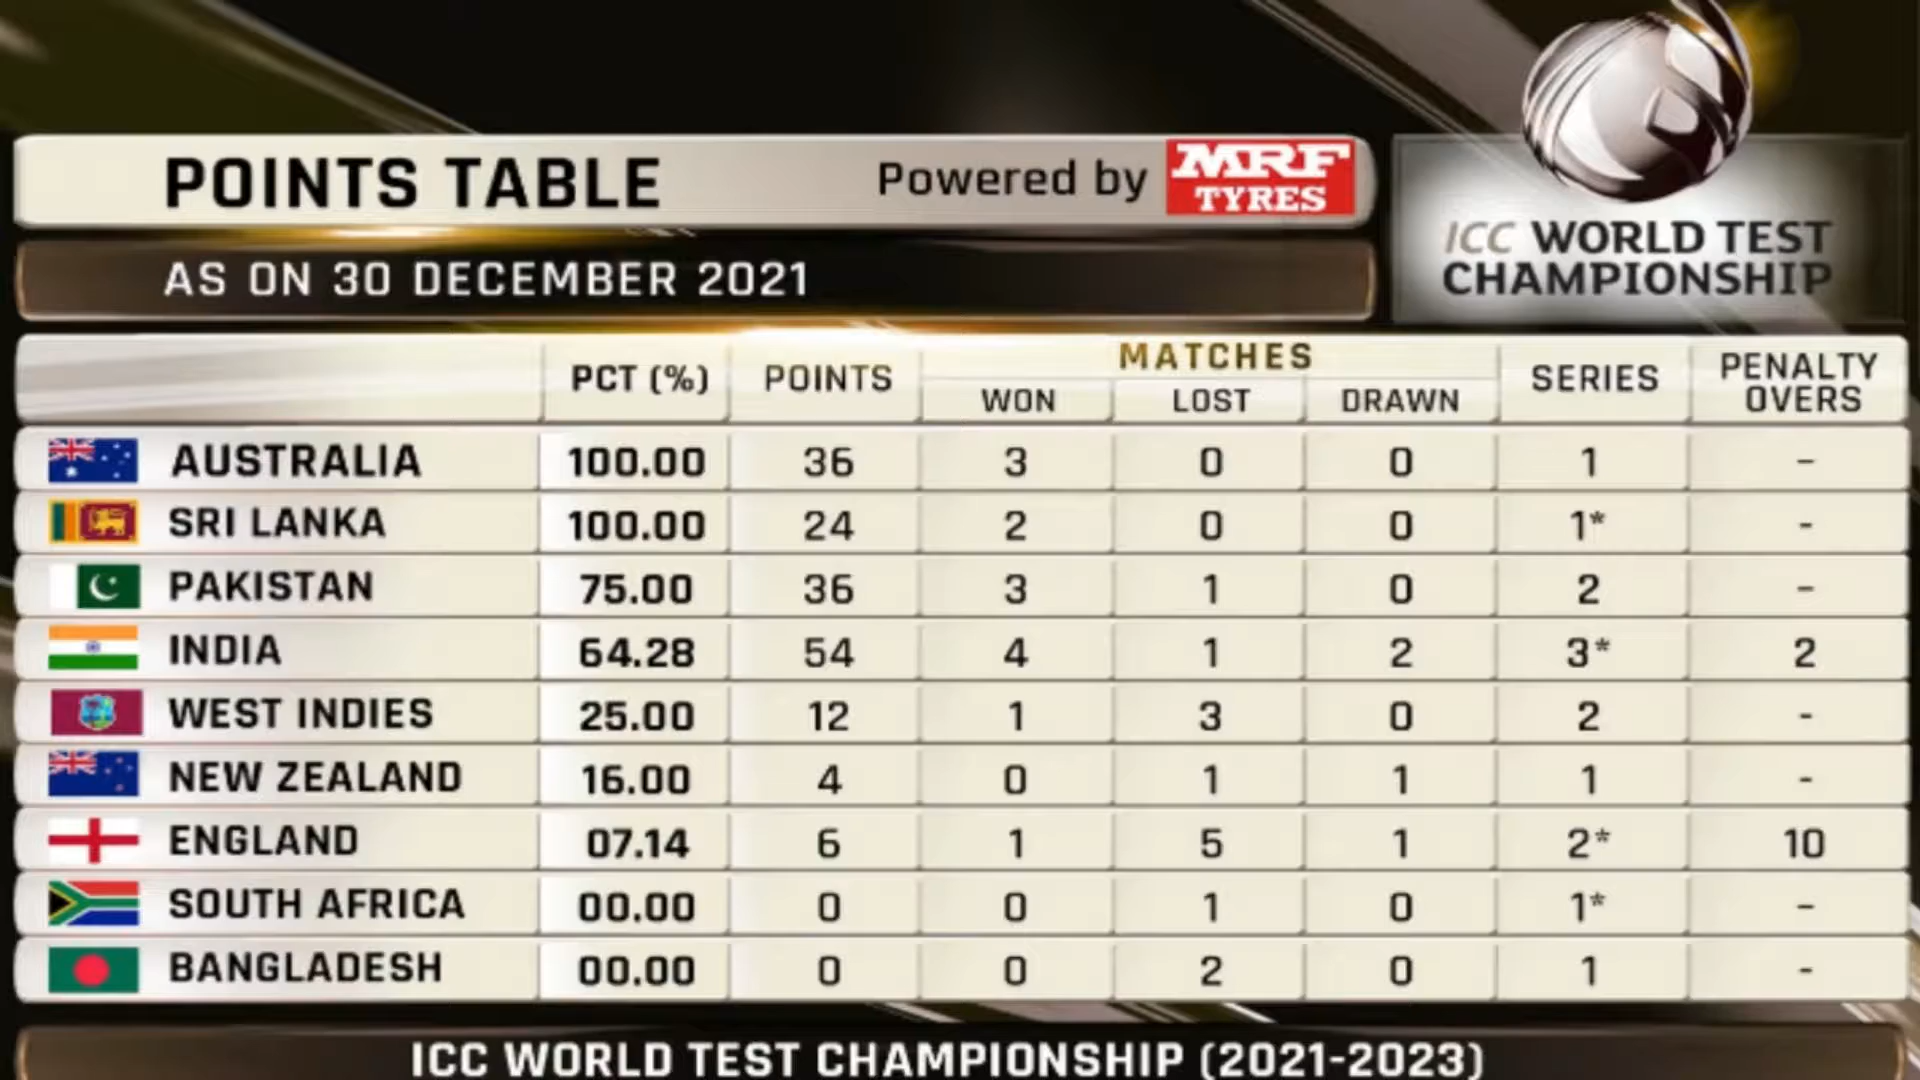 POINTS TABLE Powered by MRF TYRES
AS ON 30 DECEMBER 2021
ICC WORLD TEST
CHAMPIONSHIP
PCT (%) POINTS MATCHES WON LOST DRAWN SERIES PENALTY OVERS
AUSTRALIA 100.00 36 3 0 0 1 -
SRI LANKA 100.00 24 2 0 0 1* -
PAKISTAN 75.00 36 3 1 0 2 -
INDIA 64.28 54 4 1 2 3* 2
WEST INDIES 25.00 12 1 3 0 2 -
NEW ZEALAND 16.00 4 0 1 1 1 -
ENGLAND 07.14 6 1 5 1 2* 10
SOUTH AFRICA 00.00 0 0 1 0 1* -
BANGLADESH 00.00 0 0 2 0 1 -
ICC WORLD TEST CHAMPIONSHIP (2021-2023)